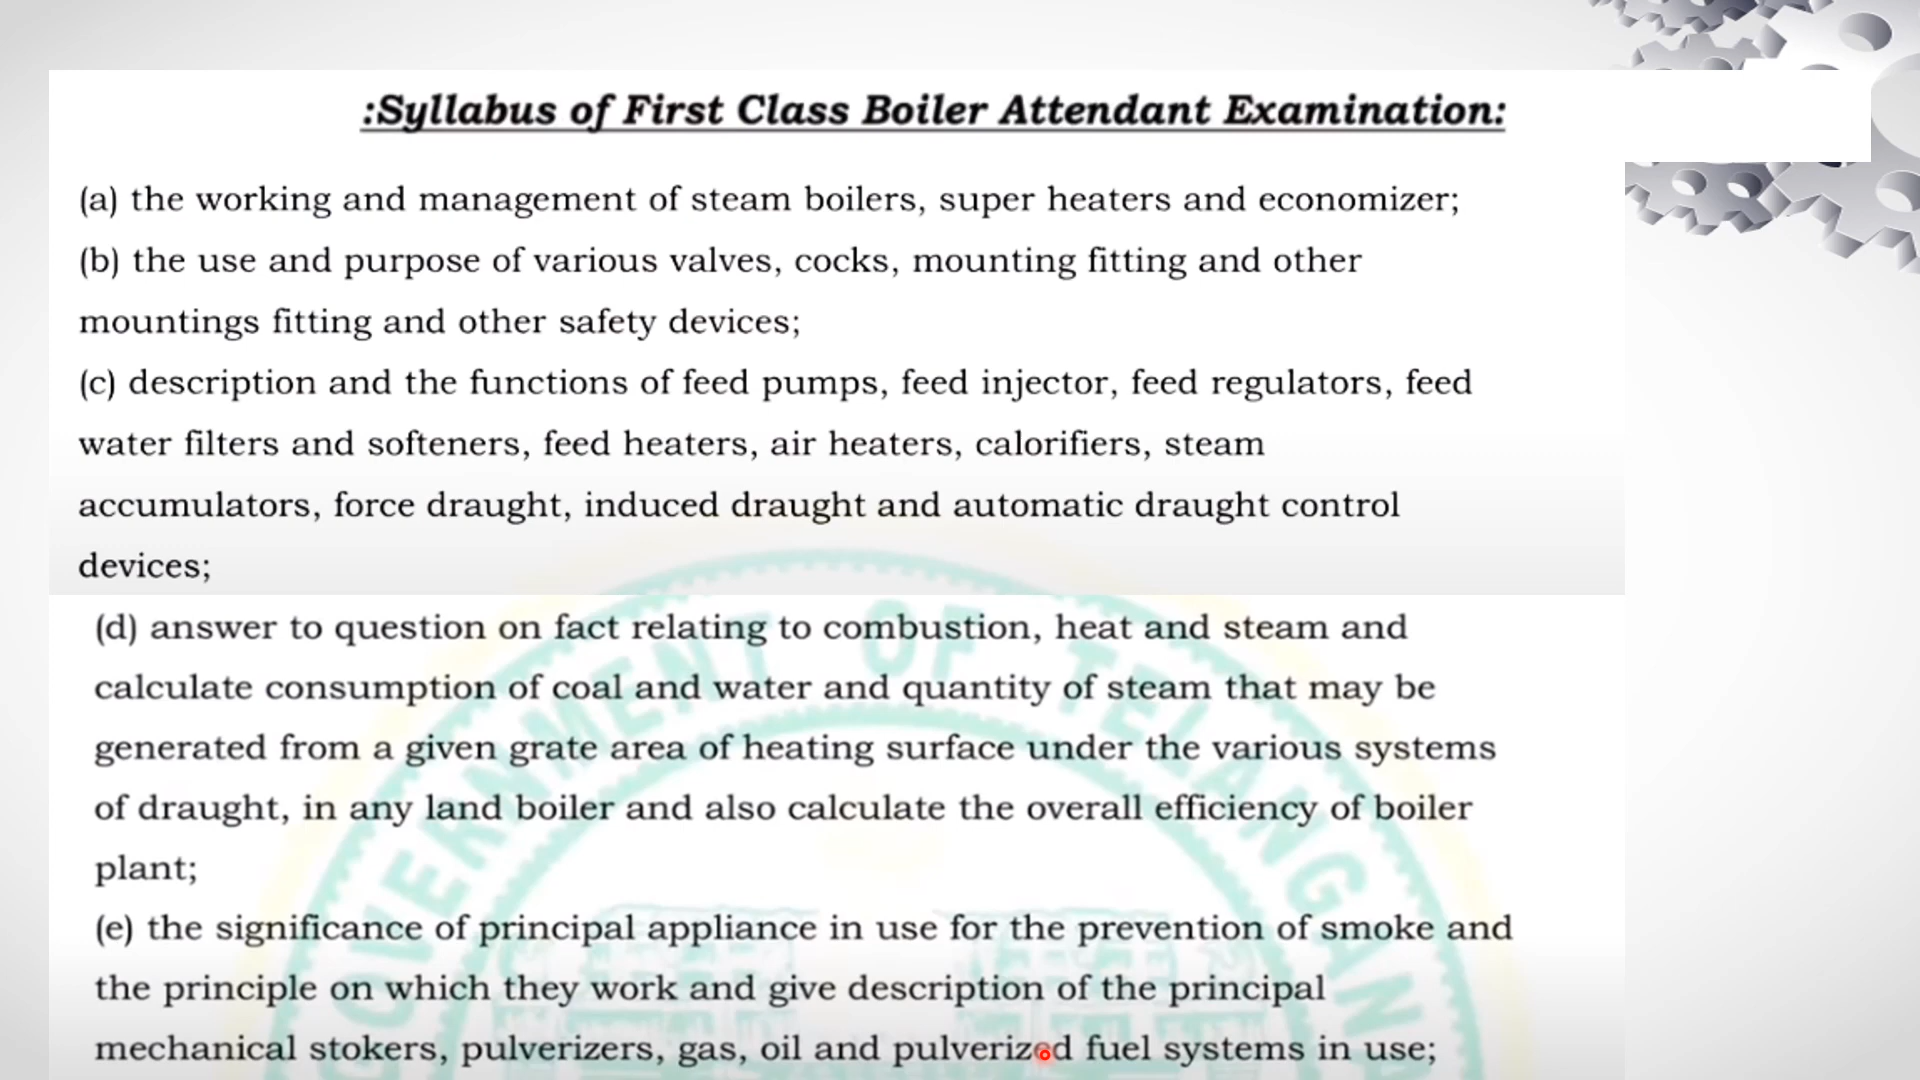 :Syllabus of First Class Boiler Attendant Examination:
(a) the working and management of steam boilers, super heaters and economizer;
(b) the use and purpose of various valves, cocks, mounting fitting and other
mountings fitting and other safety devices;
(c) description and the functions of feed pumps, feed injector, feed regulators, feed
water filters and softeners, feed heaters, air heaters, calorifiers, steam
accumulators, force draught, induced draught and automatic draught control
devices;
(d) answer to question on fact relating to combustion, heat and steam and
calculate consumption of coal and water and quantity of steam that may be
generated from a given grate area of heating surface under the various systems
of draught, in any land boiler and also calculate the overall efficiency of boiler
plant;
(e) the significance of principal appliance in use for the prevention of smoke and
the principle on which they work and give description of the principal
mechanical stokers, pulverizers, gas, oil and pulverized fuel systems in use;
GOVERNMENT OF TELANGANA